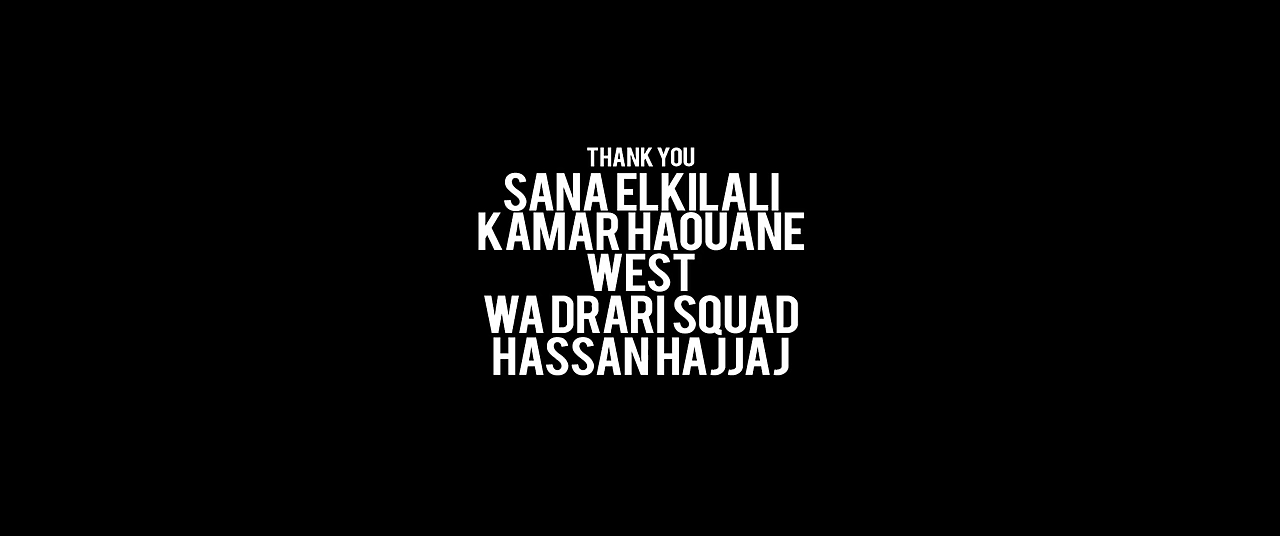 THANK YOU
SANA ELKILALI
KAMAR HAOUANE
WEST
WA DRARI SQUAD
HASSAN HAJJAJ